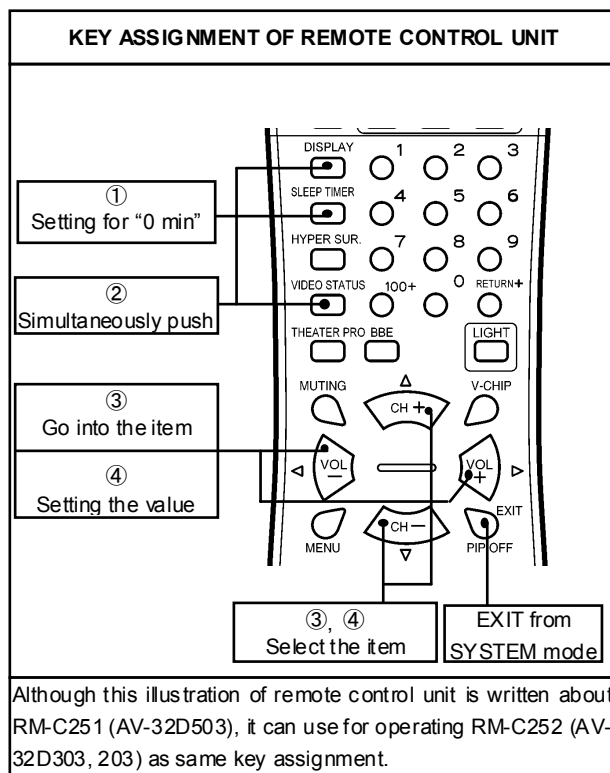 KEY ASSIGNMENT OF REMOTE CONTROL UNIT
DISPLAY
1
2
3
①
Setting for “0 min”
SLEEP TIMER
4
5
6
HYPER SUR.
7
8
9
②
Simultaneously push
VIDEO STATUS
100+
0
RETURN+
THEATER PRO
BBE
LIGHT
MUTING
V-CHIP
③
Go into the item
CH +
④
Setting the value
VOL
−
VOL
+
CH −
MENU
EXIT
PIP OFF
③, ④
Select the item
EXIT from
SYSTEM mode
Although this illustration of remote control unit is written about
RM-C251 (AV-32D503), it can use for operating RM-C252 (AV-
32D303, 203) as same key assignment.